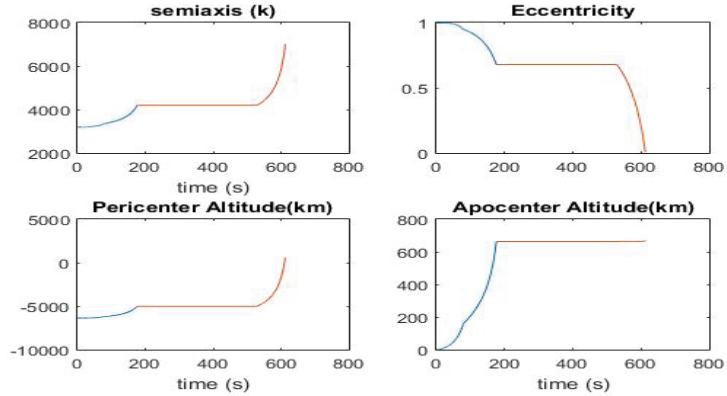 semiaxis (k)
8000
6000
4000
2000
0 200 400 600 800
time (s)
Eccentricity
1
0.5
0
0 200 400 600 800
Pericenter Altitude(km)
5000
0
-5000
-10000
0 200 400 600 800
time (s)
Apocenter Altitude(km)
800
600
400
200
0
0 200 400 600 800
time (s)